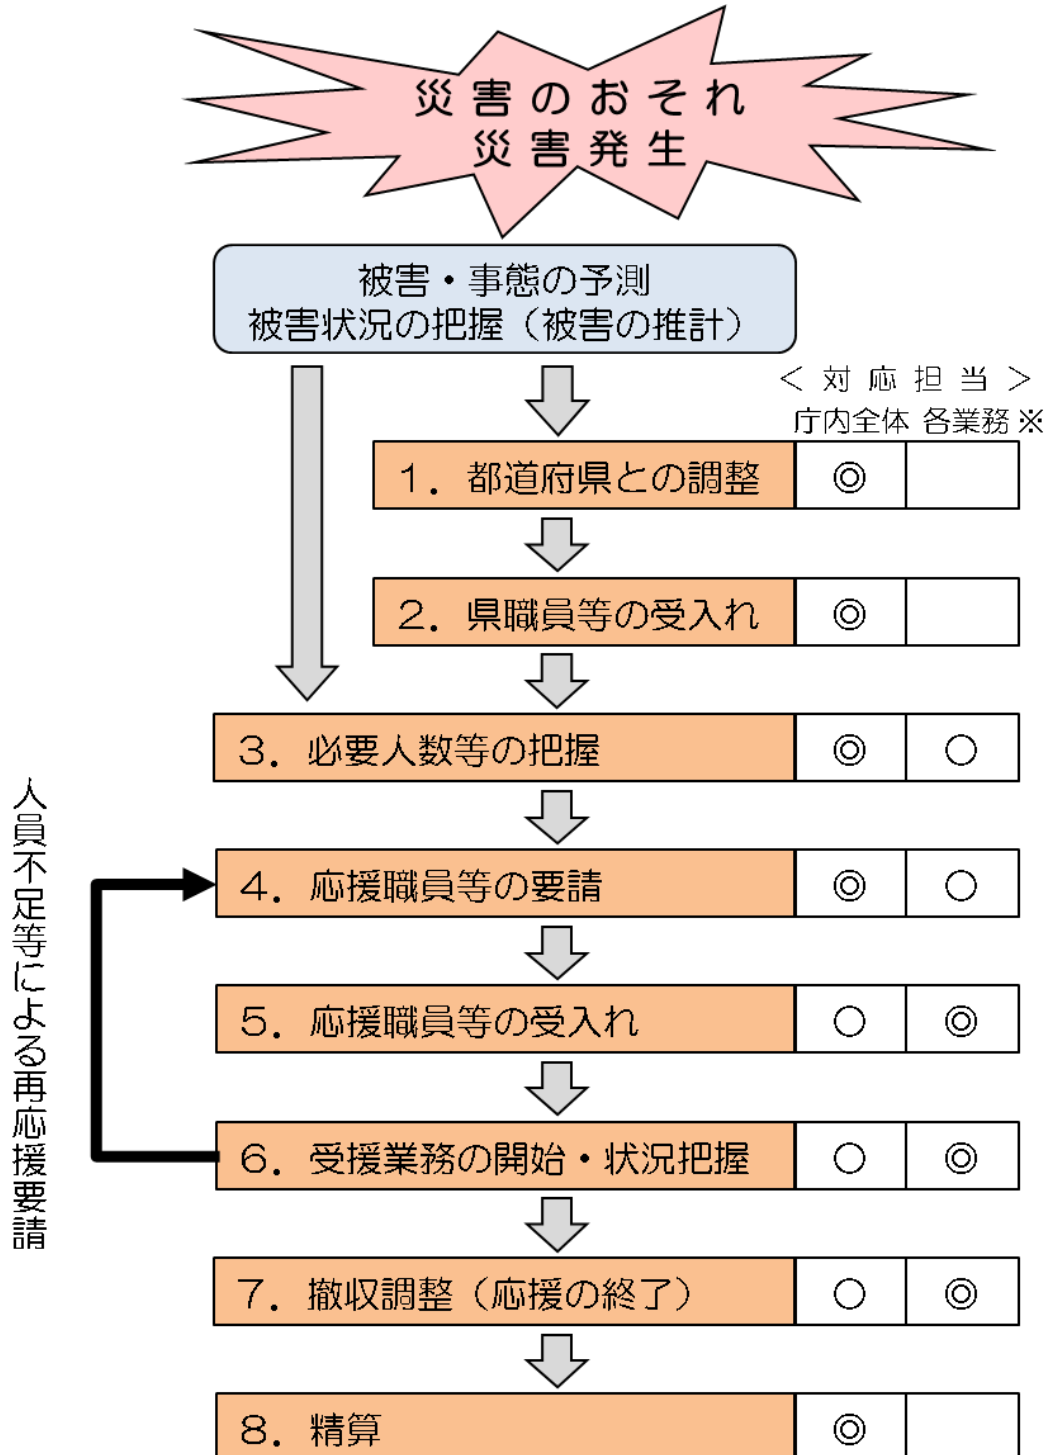 災害のおそれ
災害発生
被害・事態の予測
被害状況の把握（被害の推計）
＜対応担当＞
庁内全体 各業務※
１．都道府県との調整 ◎
２．県職員等の受入れ ◎
３．必要人数等の把握 ◎ ○
４．応援職員等の要請 ◎ ○
５．応援職員等の受入れ ○ ◎
６．受援業務の開始・状況把握 ○ ◎
７．撤収調整（応援の終了） ○ ◎
８．精算 ◎
人員不足等による再応援要請